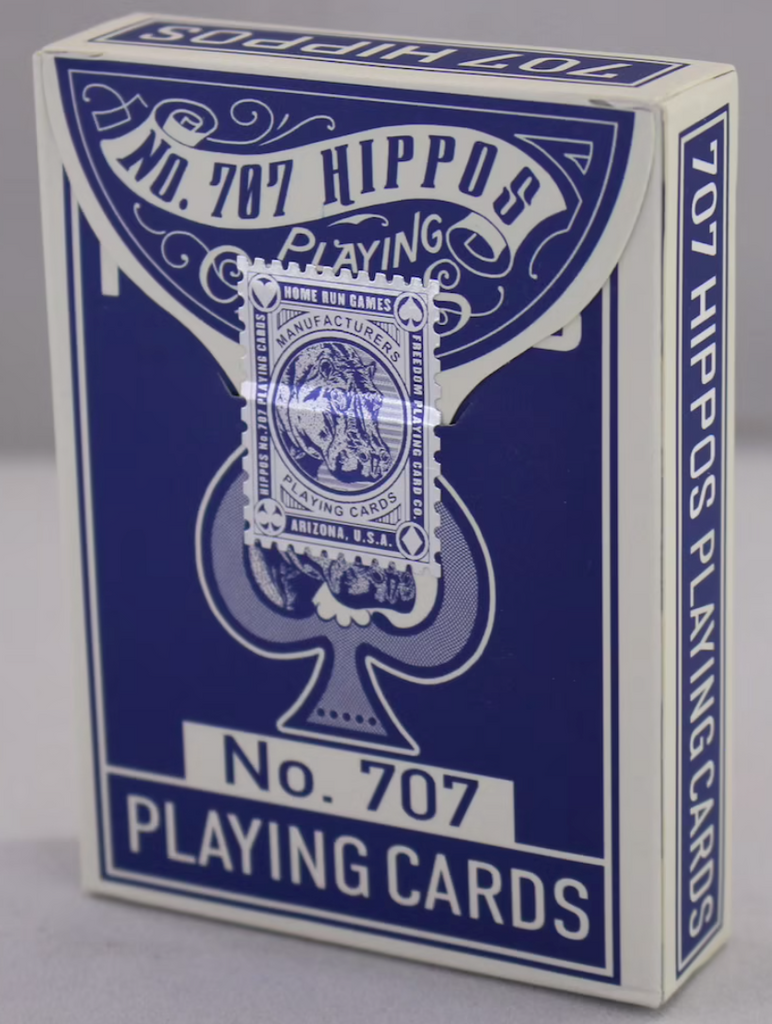 707 HIPPOS
No. 707 HIPPOS
PLAYING
HOME RUN GAMES
MANUFACTURERS
HIPPOS No. 707 PLAYING CARDS
FREEDOM PLAYING CARD CO.
PLAYING CARDS
ARIZONA, U.S.A.
No. 707
PLAYING CARDS
707 HIPPOS PLAYING CARDS